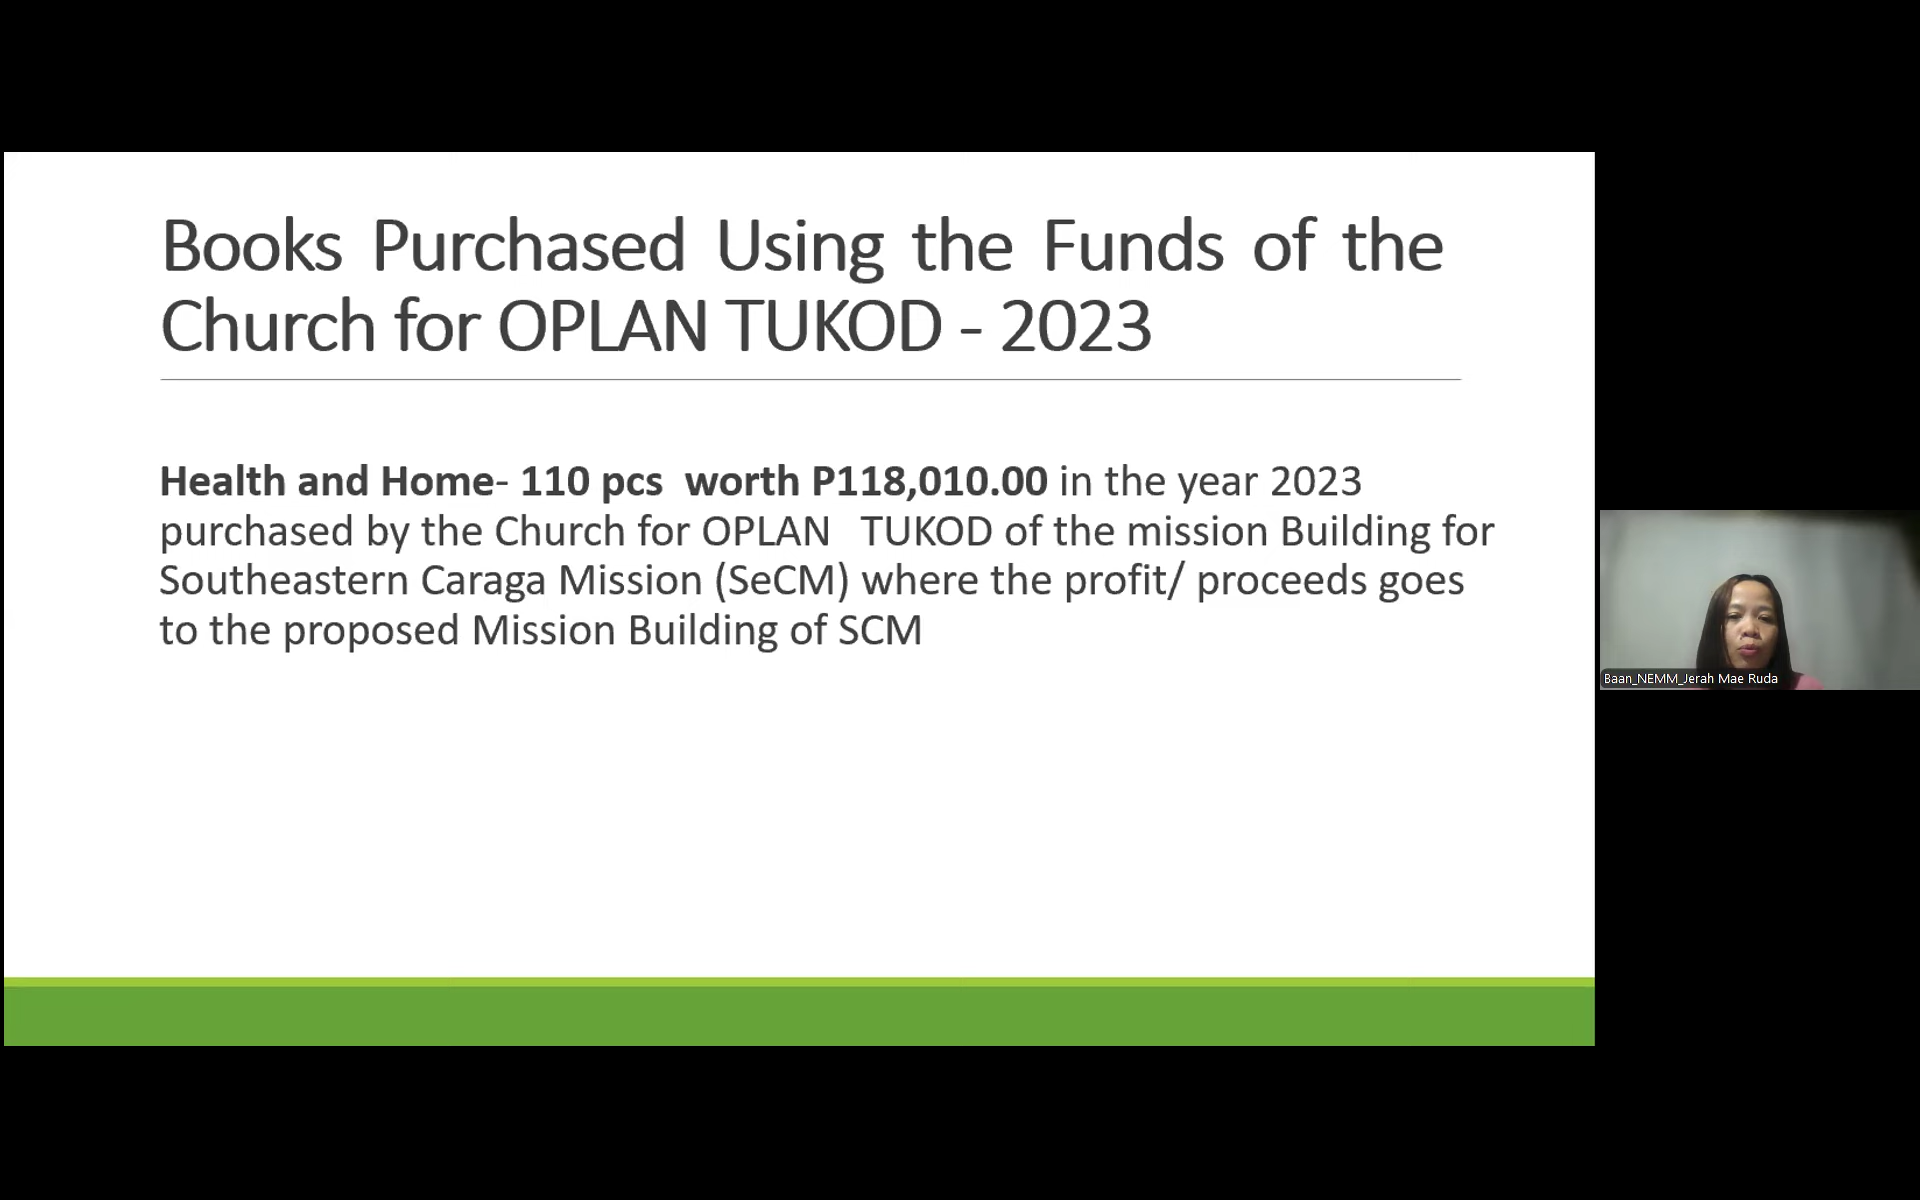 Books Purchased Using the Funds of the
Church for OPLAN TUKOD - 2023
Health and Home- 110 pcs  worth P118,010.00 in the year 2023
purchased by the Church for OPLAN   TUKOD of the mission Building for
Southeastern Caraga Mission (SeCM) where the profit/ proceeds goes
to the proposed Mission Building of SCM
Baan_NEMM_Jerah Mae Ruda